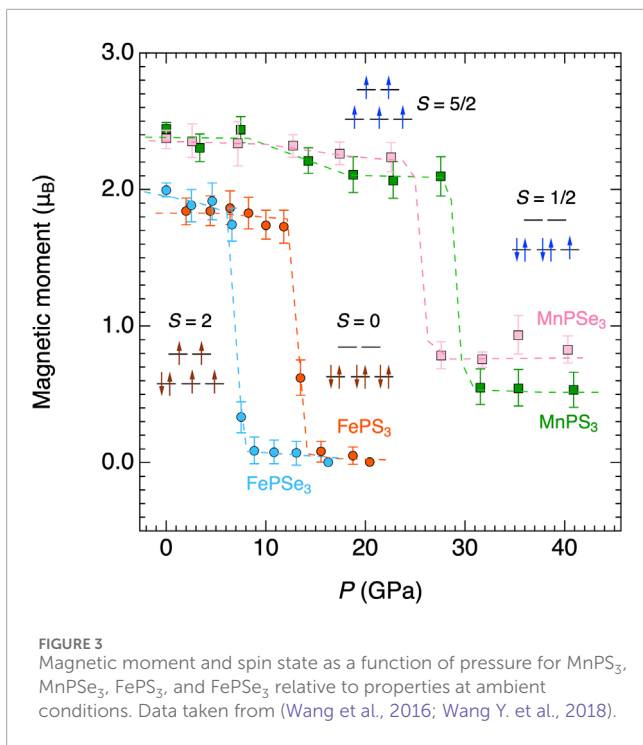 3.0
2.0
1.0
0.0
Magnetic moment (μB)
S = 5/2
S = 1/2
S = 2
S = 0
MnPSe₃
MnPS₃
FePS₃
FePSe₃
0 10 20 30 40
P (GPa)
FIGURE 3
Magnetic moment and spin state as a function of pressure for MnPS₃,
MnPSe₃, FePS₃, and FePSe₃ relative to properties at ambient
conditions. Data taken from (Wang et al., 2016; Wang Y. et al., 2018).